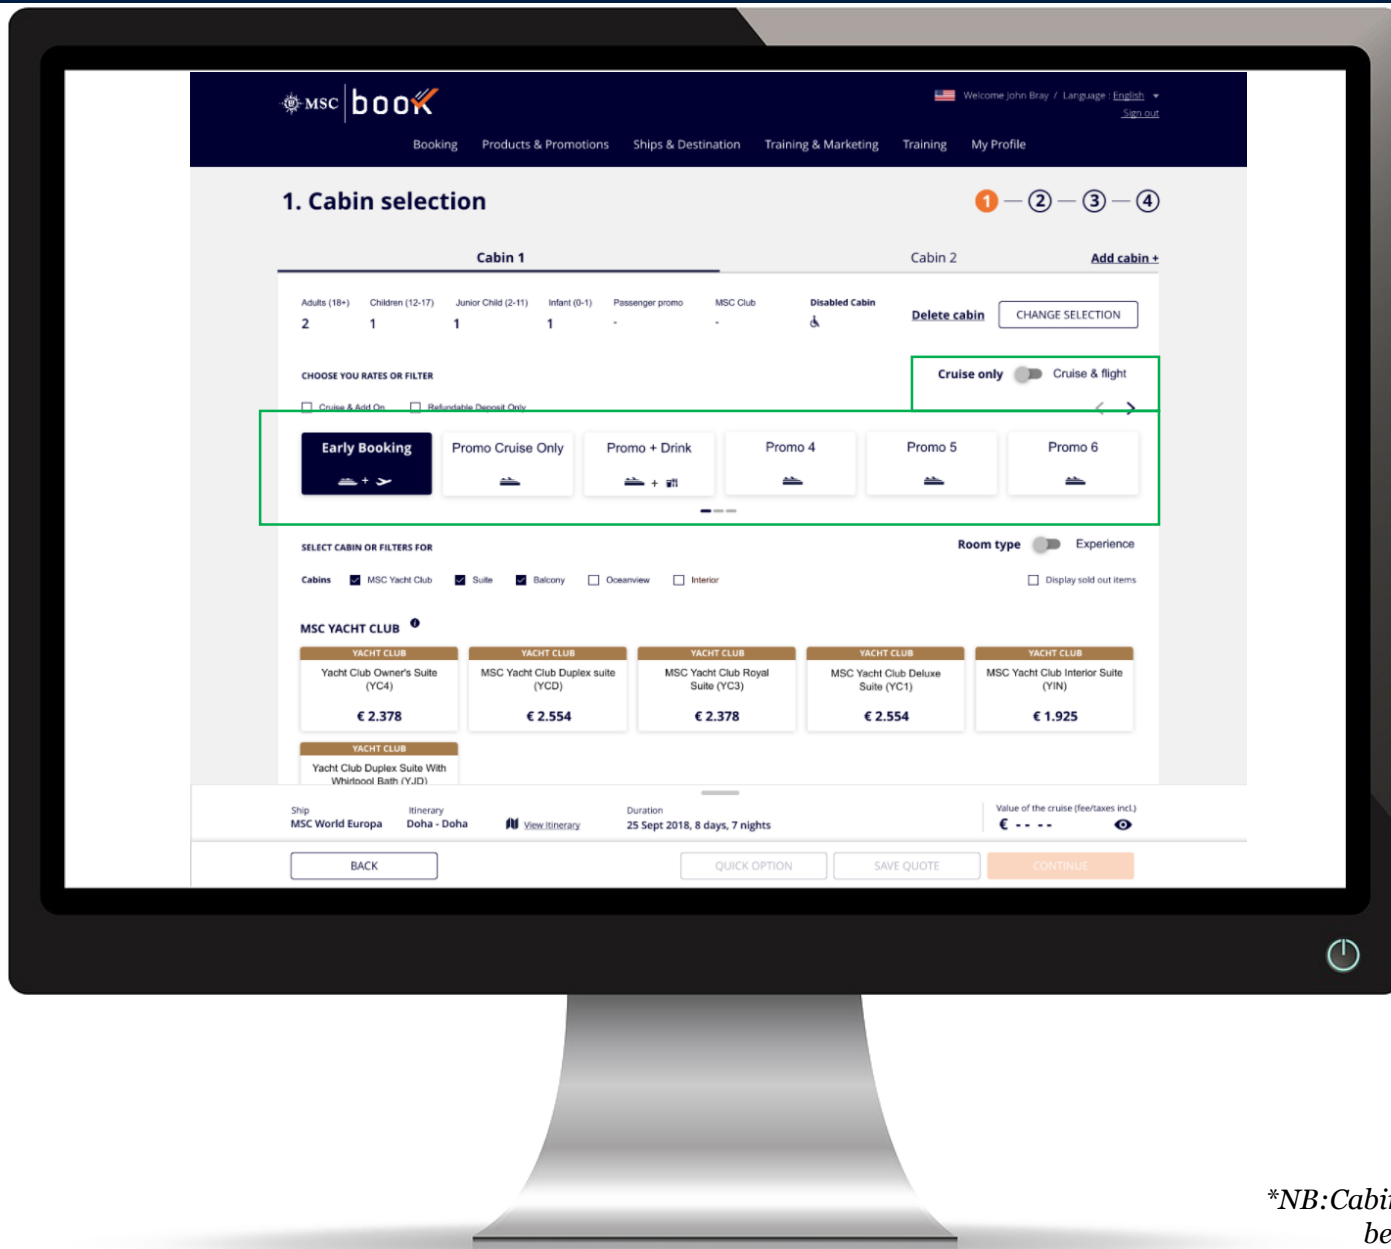 MSC book
Welcome John Bray / Language : English
Sign out
Booking Products & Promotions Ships & Destination Training & Marketing Training My Profile
1. Cabin selection
1 2 3 4
Cabin 1 Cabin 2 Add cabin +
Adults (18+) Children (12-17) Junior Child (2-11) Infant (0-1) Passenger promo MSC Club Disabled Cabin
2 1 1 1 - -
Delete cabin CHANGE SELECTION
CHOOSE YOU RATES OR FILTER
Cruise only Cruise & flight
Cruise & Add On Refundable Deposit Only
< >
Early Booking Promo Cruise Only Promo + Drink Promo 4 Promo 5 Promo 6
+ +
SELECT CABIN OR FILTERS FOR
Room type Experience
Cabins MSC Yacht Club Suite Balcony Oceanview Interior
Display sold out items
MSC YACHT CLUB
YACHT CLUB YACHT CLUB YACHT CLUB YACHT CLUB YACHT CLUB
Yacht Club Owner's Suite MSC Yacht Club Duplex suite MSC Yacht Club Royal MSC Yacht Club Deluxe MSC Yacht Club Interior Suite
(YC4) (YCD) Suite (YC3) Suite (YC1) (YIN)
€ 2.378 € 2.554 € 2.378 € 2.554 € 1.925
YACHT CLUB
Yacht Club Duplex Suite With
Whirlpool Bath (YJD)
Ship Itinerary Duration Value of the cruise (fee/taxes incl.)
MSC World Europa Doha - Doha View Itinerary 25 Sept 2018, 8 days, 7 nights € - - - -
BACK QUICK OPTION SAVE QUOTE CONTINUE
*NB:Cabin
be